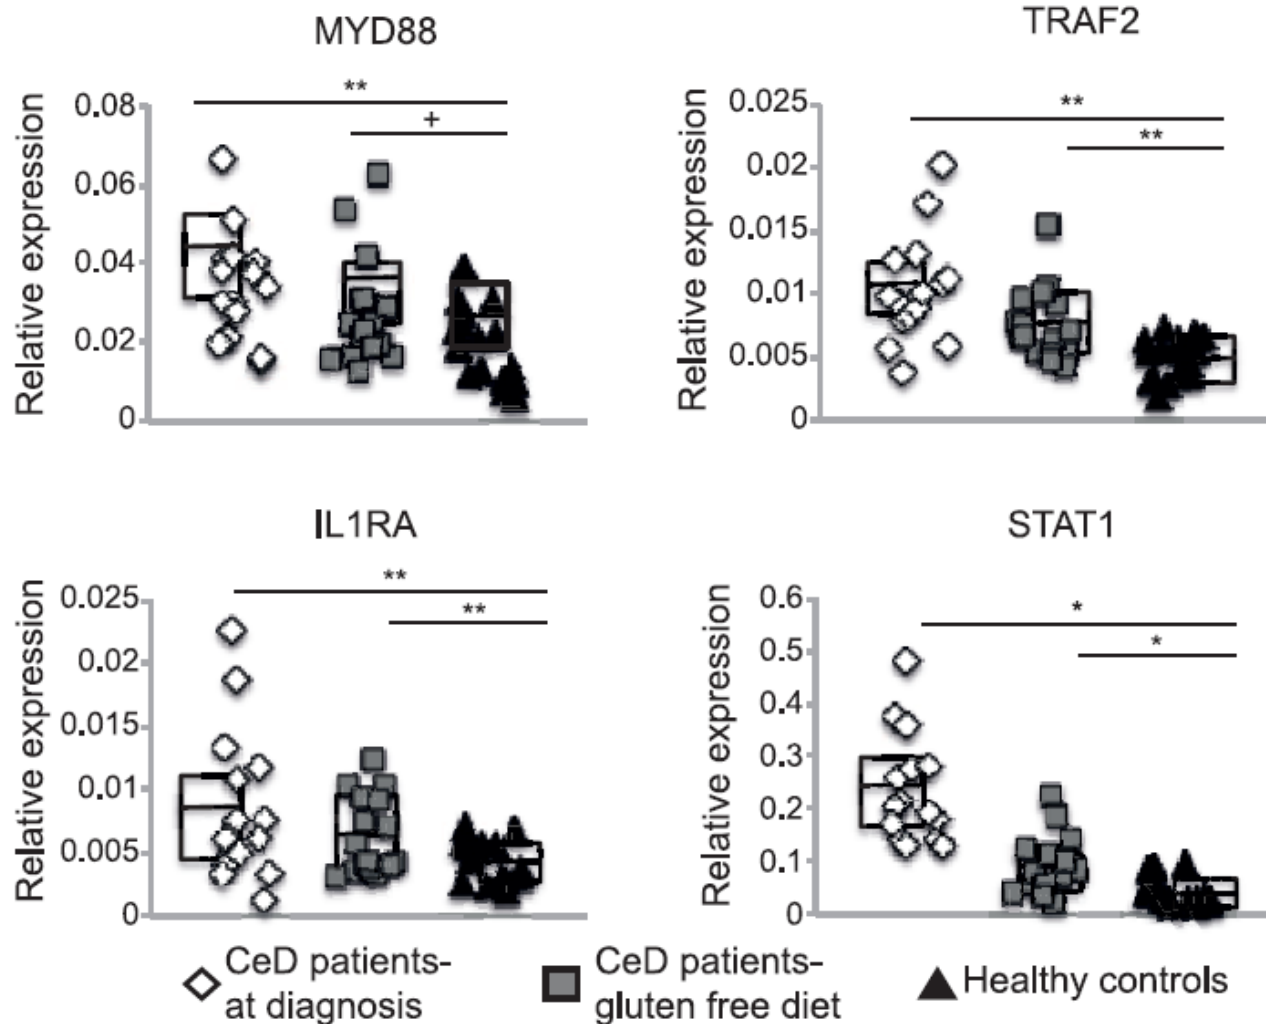 MYD88
Relative expression
0.08
0.06
0.04
0.02
0
**
+
TRAF2
Relative expression
0.025
0.02
0.015
0.01
0.005
0
**
**
IL1RA
Relative expression
0.025
0.02
0.015
0.01
0.005
0
**
**
STAT1
Relative expression
0.6
0.5
0.4
0.3
0.2
0.1
0
*
*
CeD patients-
at diagnosis
CeD patients-
gluten free diet
Healthy controls